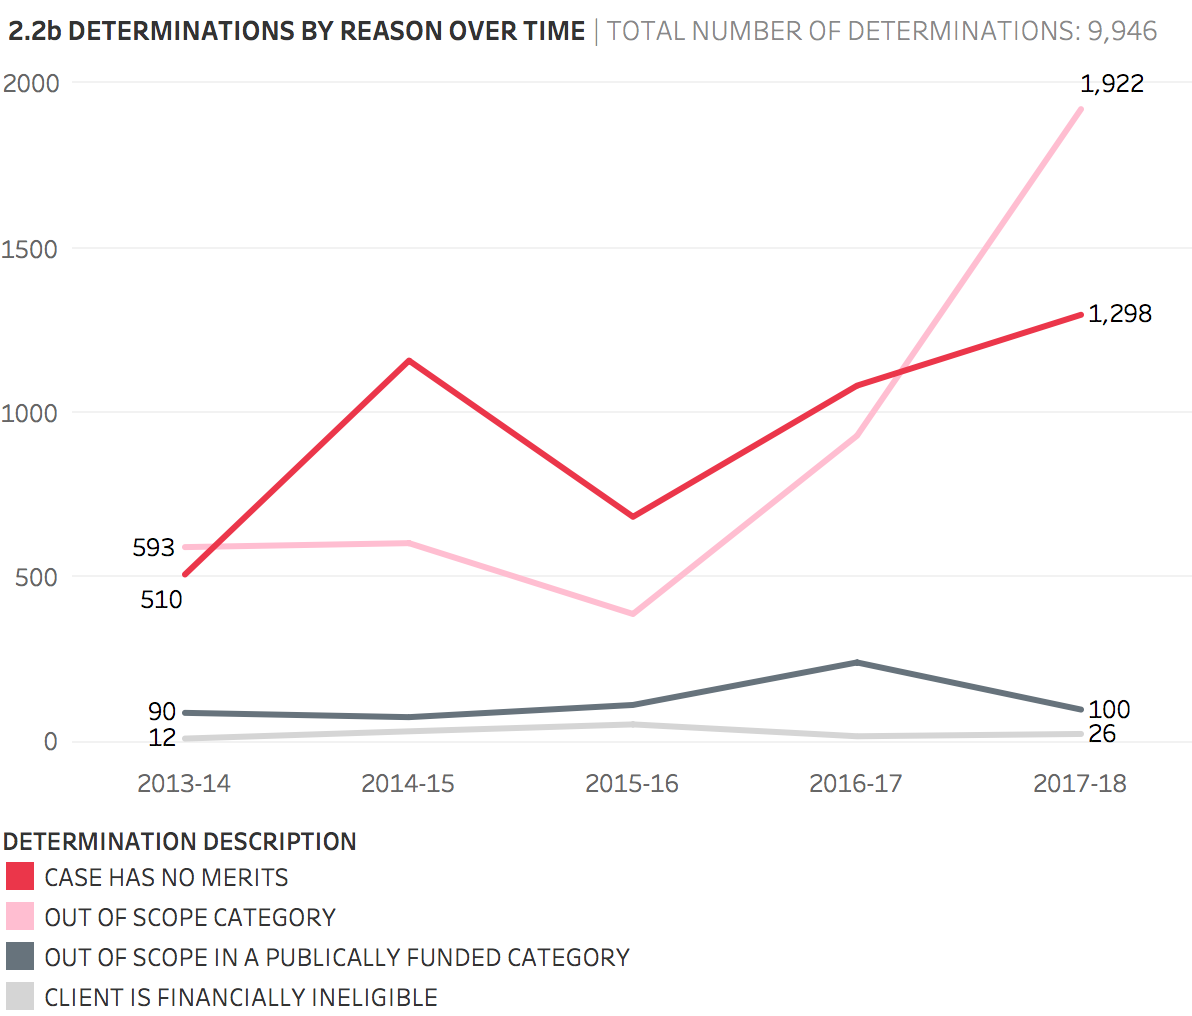 2.2b DETERMINATIONS BY REASON OVER TIME | TOTAL NUMBER OF DETERMINATIONS: 9,946
2000
1,922
1500
1,298
1000
593
500
510
90
100
12
26
0
2013-14 2014-15 2015-16 2016-17 2017-18
DETERMINATION DESCRIPTION
CASE HAS NO MERITS
OUT OF SCOPE CATEGORY
OUT OF SCOPE IN A PUBLICALLY FUNDED CATEGORY
CLIENT IS FINANCIALLY INELIGIBLE